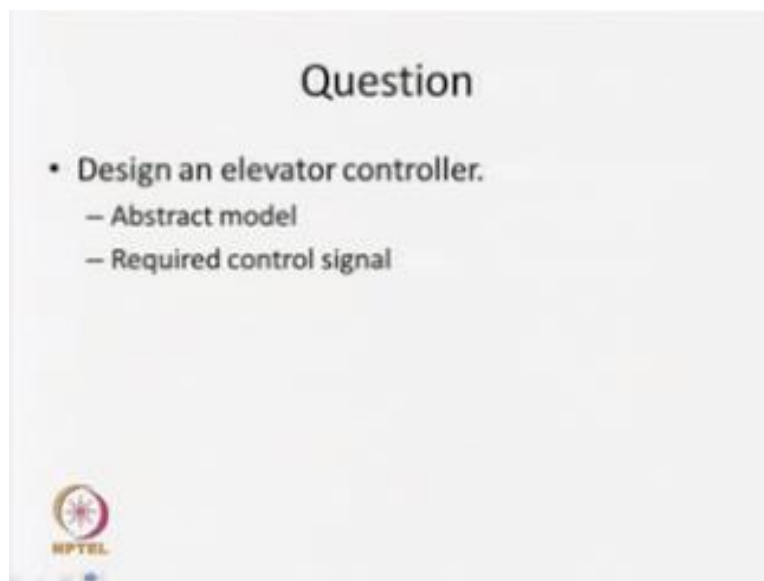 Question
• Design an elevator controller.
– Abstract model
– Required control signal
NPTEL